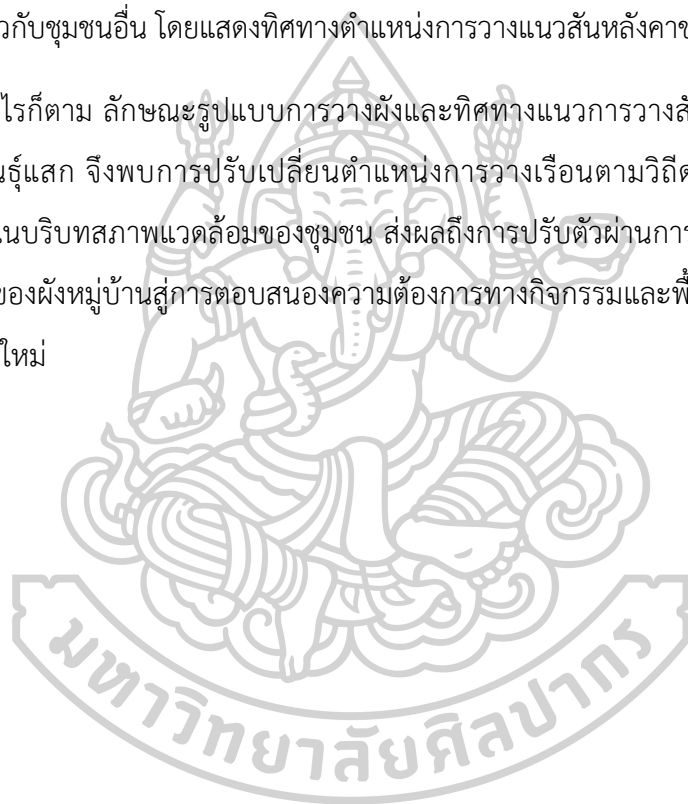 วกับชุมชนอื่น โดยแสดงทิศทางตำแหน่งการวางแนวสันหลังคาข
ไรก็ตาม ลักษณะรูปแบบการวางผังและทิศทางแนวการวางสั
นธุ์แสก จึงพบการปรับเปลี่ยนตำแหน่งการวางเรือนตามวิถีด
นบริบทสภาพแวดล้อมของชุมชน ส่งผลถึงการปรับตัวผ่านการ
ของผังหมู่บ้านสู่การตอบสนองความต้องการทางกิจกรรมและพื้
ใหม่
มหาวิทยาลัยศิลปากร